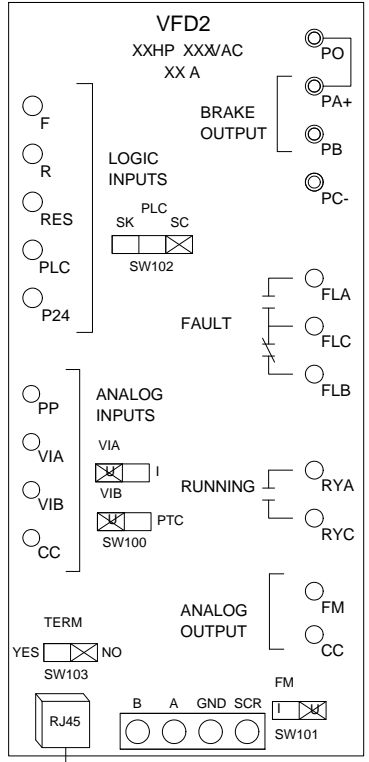 VFD2
XXHP XXXVAC
XX A
PO
PA+
BRAKE
OUTPUT
PB
PC-
F
R
RES
PLC
P24
LOGIC
INPUTS
PLC
SK SC
SW102
FLA
FAULT
FLC
FLB
PP
VIA
VIB
CC
ANALOG
INPUTS
VIA
U I
VIB
U PTC
SW100
RUNNING
RYA
RYC
ANALOG
OUTPUT
FM
CC
TERM
YES NO
SW103
RJ45
B A GND SCR
FM
I U
SW101